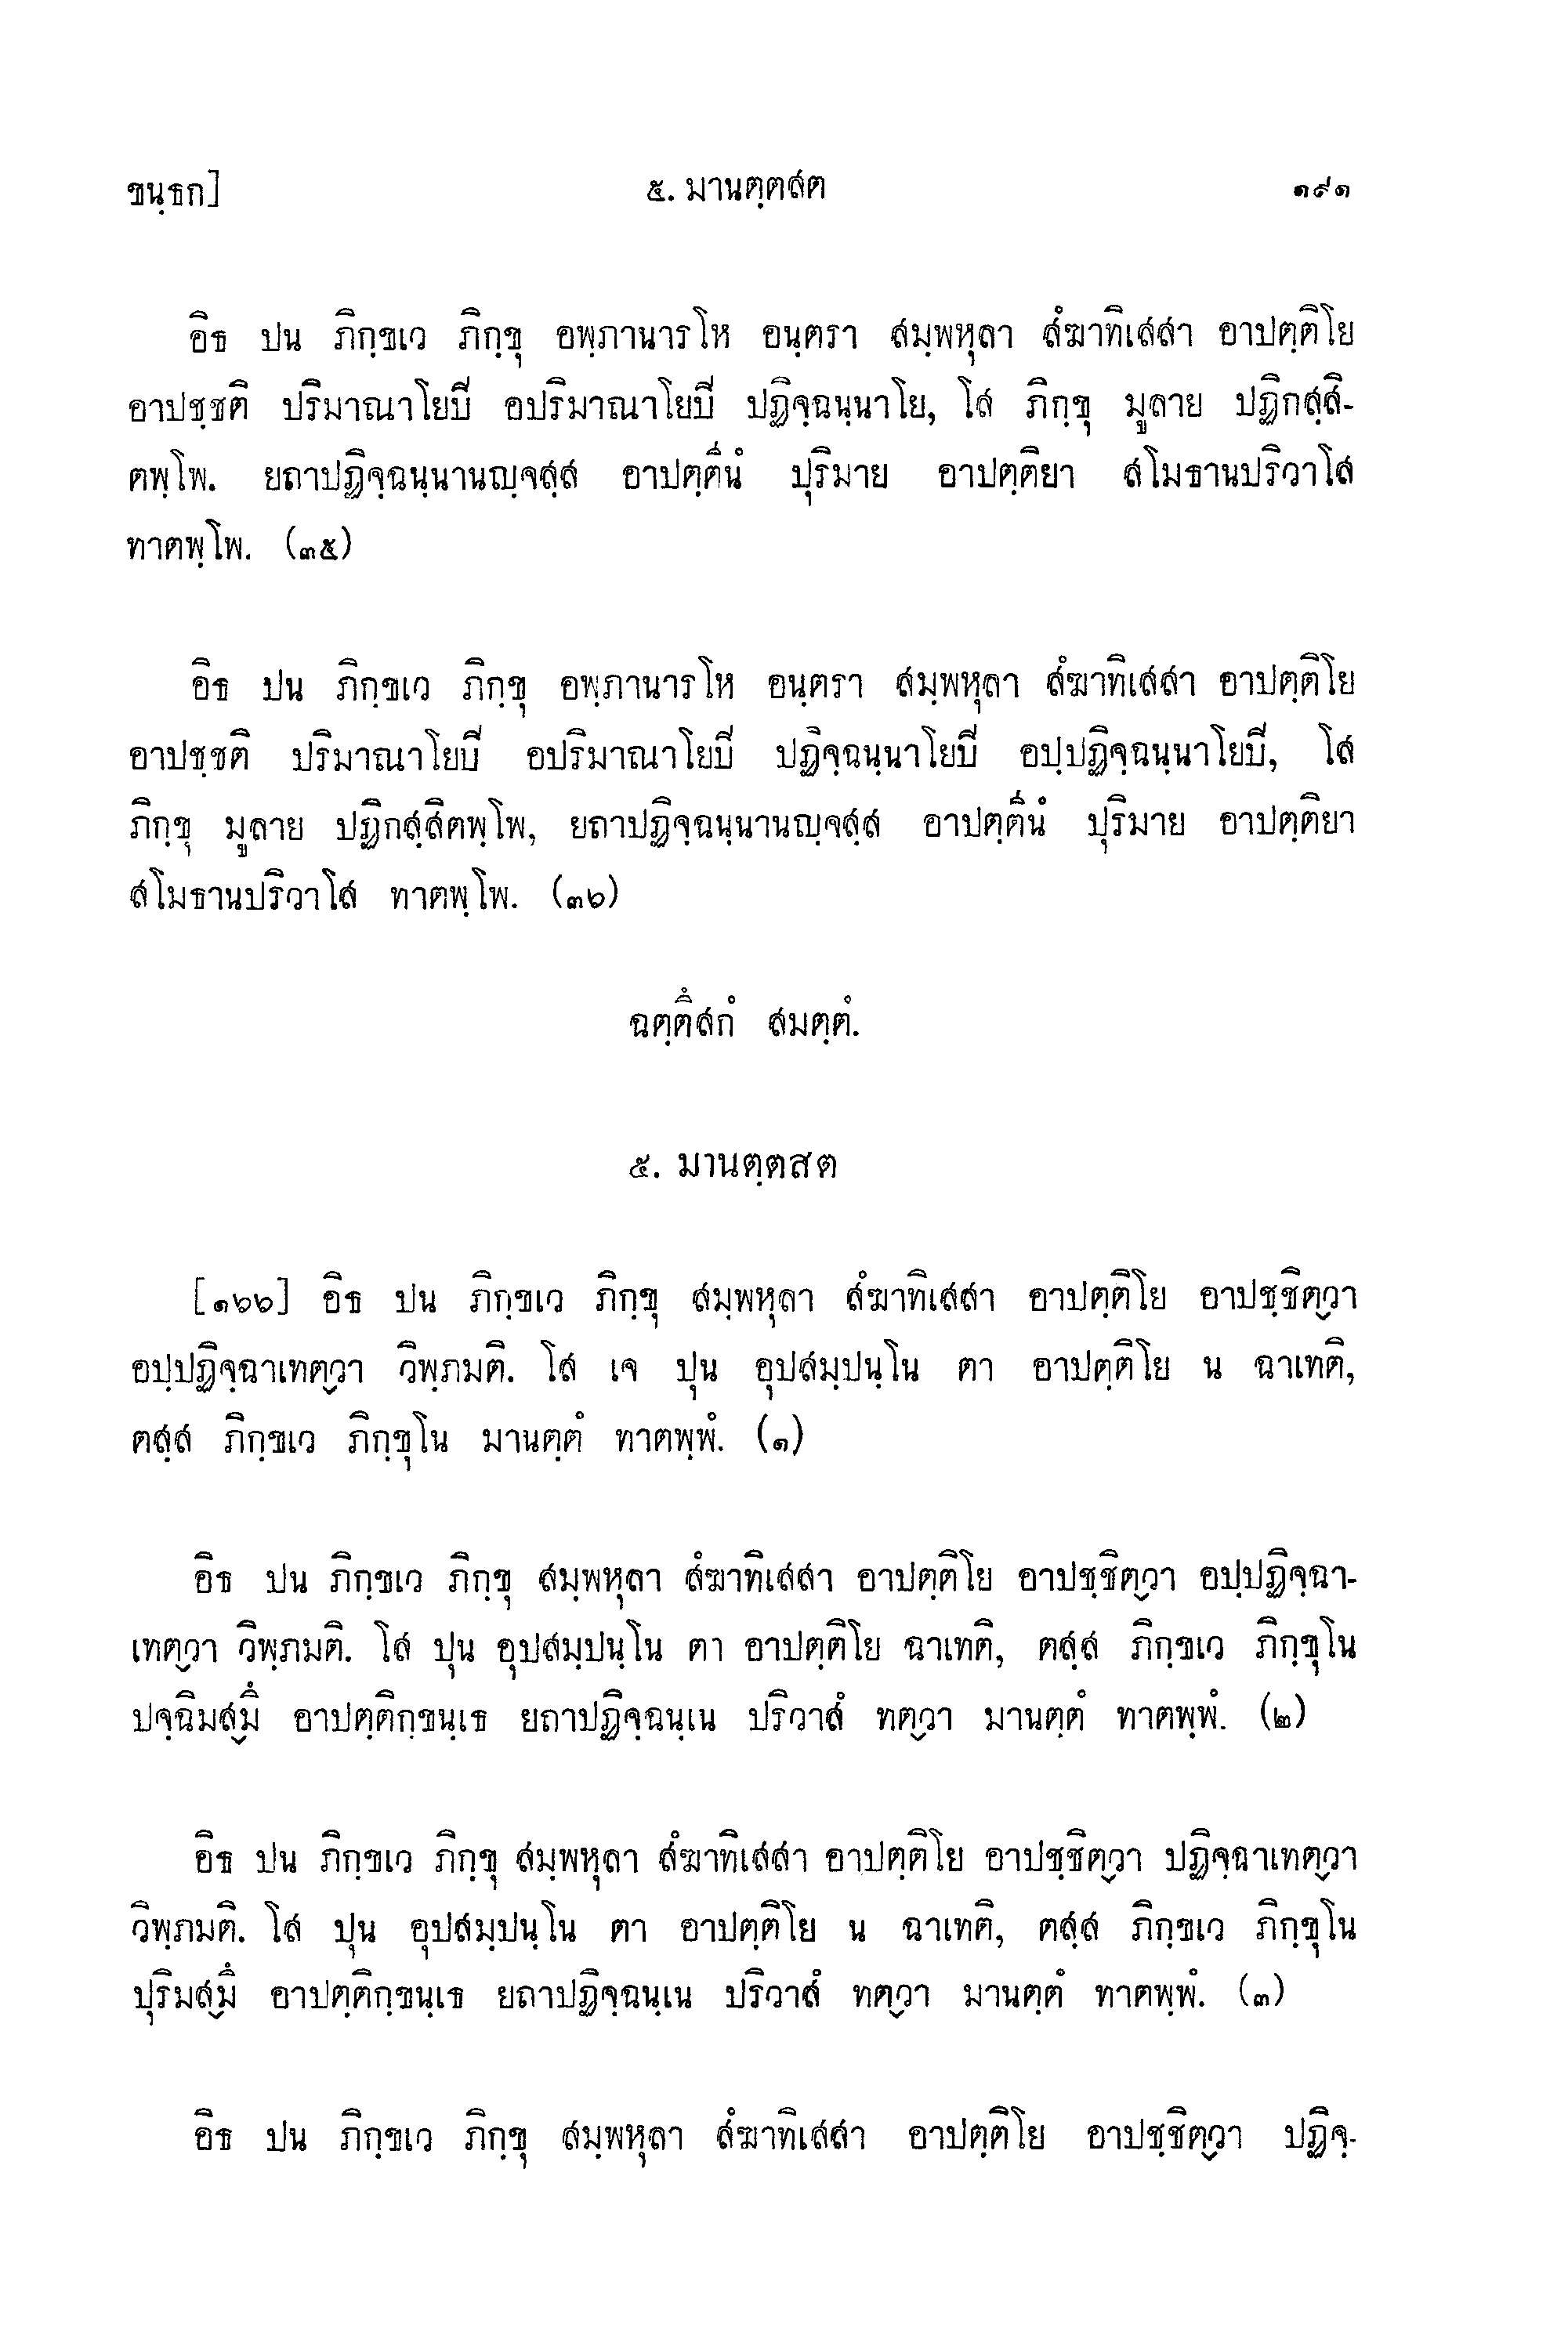 ขนฺธก]
๕. มานตฺตสต
๑๙๑
อิธ ปน ภิกฺขเว ภิกฺขุ อพฺภานารโห อนฺตรา สมฺพหุลา สํฆาทิเสสา อาปตฺติโย
อาปชฺชติ ปริมาณาโยปี อปริมาณาโยปี ปฏิจฺฉนฺนาโย, โส ภิกฺขุ มูลาย ปฏิกสฺสิ-
ตพฺโพ. ยถาปฏิจฺฉนฺนานญฺจสฺส อาปตฺตีนํ ปุริมาย อาปตฺติยา สโมธานปริวาโส
ทาตพฺโพ. (๓๕)
อิธ ปน ภิกฺขเว ภิกฺขุ อพฺภานารโห อนฺตรา สมฺพหุลา สํฆาทิเสสา อาปตฺติโย
อาปชฺชติ ปริมาณาโยปี อปริมาณาโยปี ปฏิจฺฉนฺนาโยปี อปฺปฏิจฺฉนฺนาโยปี, โส
ภิกฺขุ มูลาย ปฏิกสฺสิตพฺโพ, ยถาปฏิจฺฉนฺนานญฺจสฺส อาปตฺตีนํ ปุริมาย อาปตฺติยา
สโมธานปริวาโส ทาตพฺโพ. (๓๖)
ฉตฺตึสกํ สมตฺตํ.
๕. มานตฺตสต
[๑๖๖] อิธ ปน ภิกฺขเว ภิกฺขุ สมฺพหุลา สํฆาทิเสสา อาปตฺติโย อาปชฺชิตฺวา
อปฺปฏิจฺฉาเทตฺวา วิพฺภมติ. โส เจ ปุน อุปสมฺปนฺโน ตา อาปตฺติโย น ฉาเทติ,
ตสฺส ภิกฺขเว ภิกฺขุโน มานตฺตํ ทาตพฺพํ. (๑)
อิธ ปน ภิกฺขเว ภิกฺขุ สมฺพหุลา สํฆาทิเสสา อาปตฺติโย อาปชฺชิตฺวา อปฺปฏิจฺฉา-
เทตฺวา วิพฺภมติ. โส ปุน อุปสมฺปนฺโน ตา อาปตฺติโย ฉาเทติ, ตสฺส ภิกฺขเว ภิกฺขุโน
ปจฺฉิมสฺมึ อาปตฺติกฺขนฺเธ ยถาปฏิจฺฉนฺเน ปริวาสํ ทตฺวา มานตฺตํ ทาตพฺพํ. (๒)
อิธ ปน ภิกฺขเว ภิกฺขุ สมฺพหุลา สํฆาทิเสสา อาปตฺติโย อาปชฺชิตฺวา ปฏิจฺฉาเทตฺวา
วิพฺภมติ. โส ปุน อุปสมฺปนฺโน ตา อาปตฺติโย น ฉาเทติ, ตสฺส ภิกฺขเว ภิกฺขุโน
ปุริมสฺมึ อาปตฺติกฺขนฺเธ ยถาปฏิจฺฉนฺเน ปริวาสํ ทตฺวา มานตฺตํ ทาตพฺพํ. (๓)
อิธ ปน ภิกฺขเว ภิกฺขุ สมฺพหุลา สํฆาทิเสสา อาปตฺติโย อาปชฺชิตฺวา ปฏิจฺ-